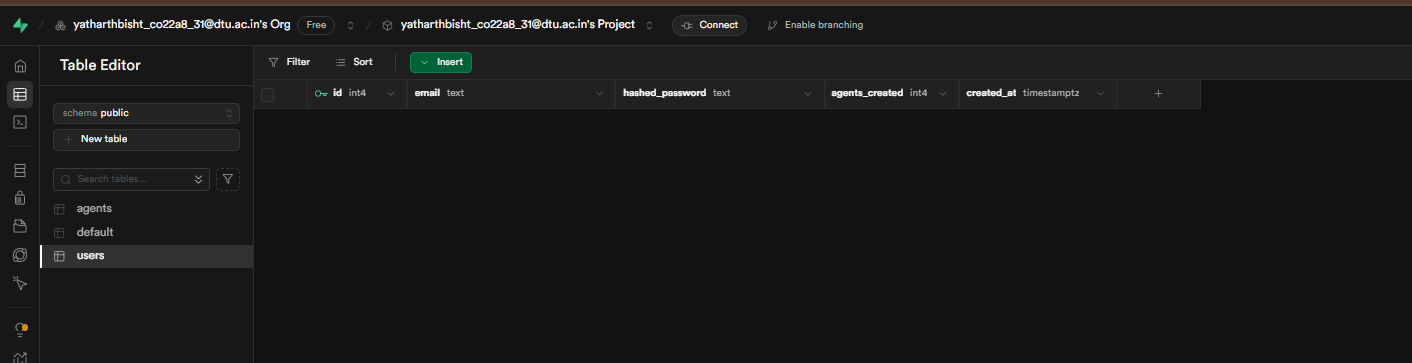 yatharthbisht_co22a8_31@dtu.ac.in's Org Free yatharthbisht_co22a8_31@dtu.ac.in's Project Connect Enable branching
Table Editor
Filter Sort Insert
id int4 email text hashed_password text agents_created int4 created_at timestamptz
schema public
New table
Search tables...
agents
default
users